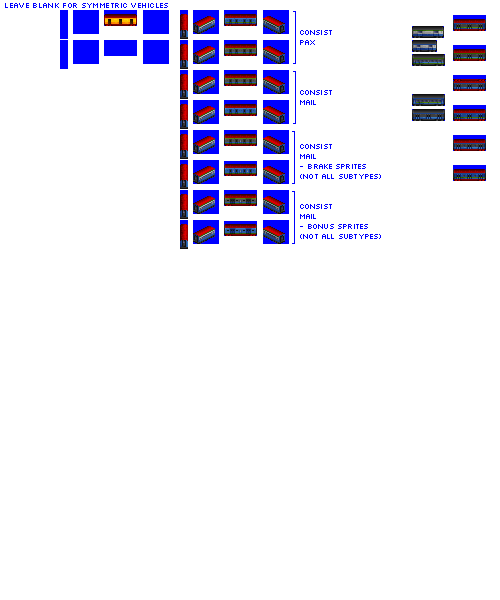 LEAVE BLANK FOR SYMMETRIC VEHICLES
CONSIST
PAX
CONSIST
MAIL
CONSIST
MAIL
- BRAKE SPRITES
(NOT ALL SUBTYPES)
CONSIST
MAIL
- BONUS SPRITES
(NOT ALL SUBTYPES)